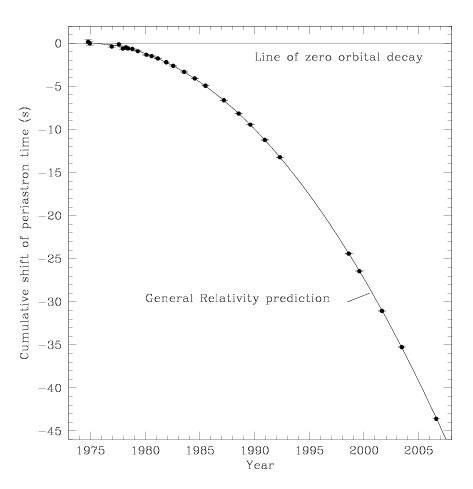 0
Line of zero orbital decay
−5
−10
−15
−20
−25
General Relativity prediction
−30
−35
−40
−45
Cumulative shift of periastron time (s)
1975 1980 1985 1990 1995 2000 2005
Year